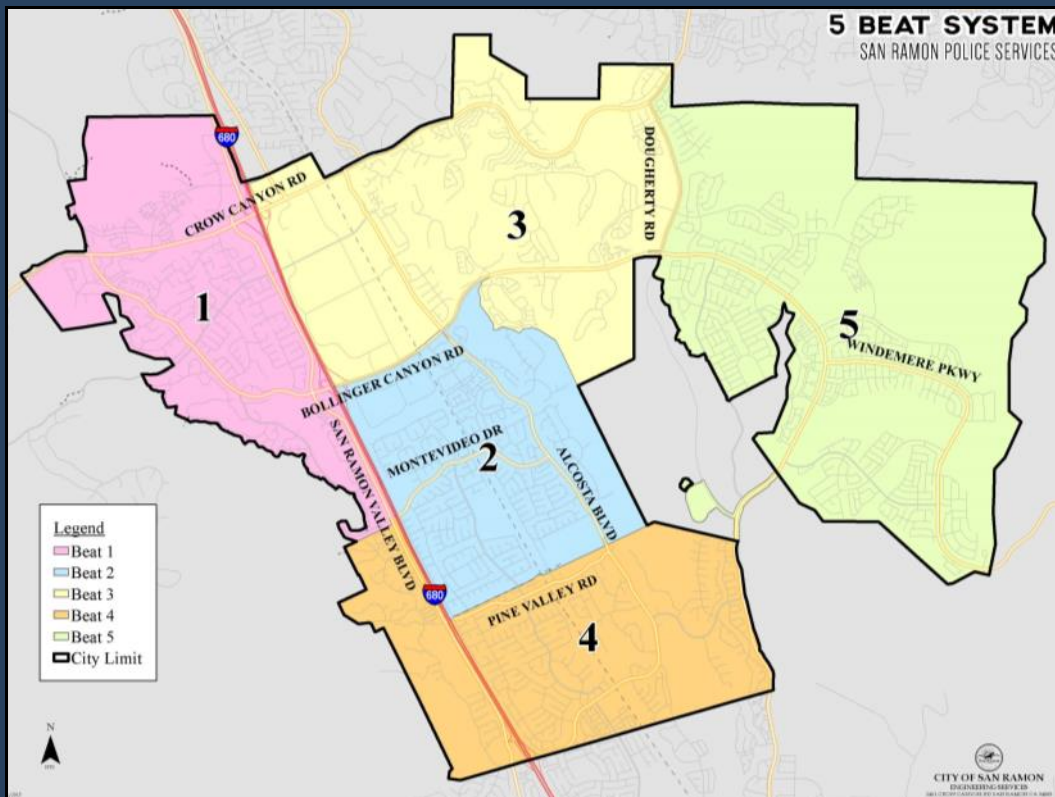 5 BEAT SYSTEM
SAN RAMON POLICE SERVICES
680
CROW CANYON RD
DOUGHERTY RD
3
1
5
WINDEMERE PKWY
BOLLINGER CANYON RD
SAN RAMON VALLEY BLVD
MONTEVIDEO DR
2
ALCOSTA BLVD
680
PINE VALLEY RD
4
Legend
Beat 1
Beat 2
Beat 3
Beat 4
Beat 5
City Limit
N
CITY OF SAN RAMON
ENGINEERING SERVICES